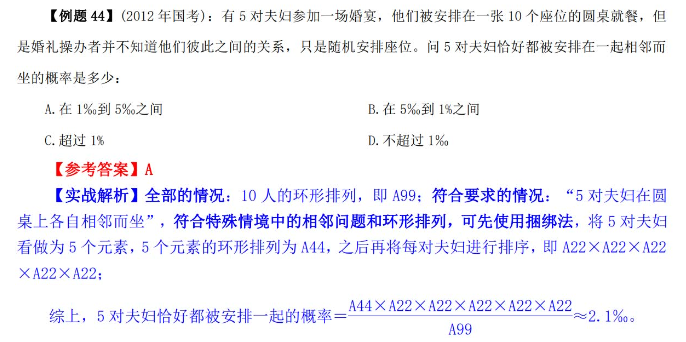 【例题 44】(2012 年国考)：有 5 对夫妇参加一场婚宴，他们被安排在一张 10 个座位的圆桌就餐，但
是婚礼操办者并不知道他们彼此之间的关系，只是随机安排座位。问 5 对夫妇恰好都被安排在一起相邻而
坐的概率是多少：
A.在 1‰到 5‰之间 B.在 5‰到 1%之间
C.超过 1% D.不超过 1‰
【参考答案】A
【实战解析】全部的情况：10 人的环形排列，即 A99；符合要求的情况：“5 对夫妇在圆
桌上各自相邻而坐”，符合特殊情境中的相邻问题和环形排列，可先使用捆绑法，将 5 对夫妇
看做为 5 个元素，5 个元素的环形排列为 A44，之后再将每对夫妇进行排序，即 A22×A22×A22
×A22×A22；
综上，5 对夫妇恰好都被安排一起的概率=A44×A22×A22×A22×A22×A22/A99≈2.1‰。